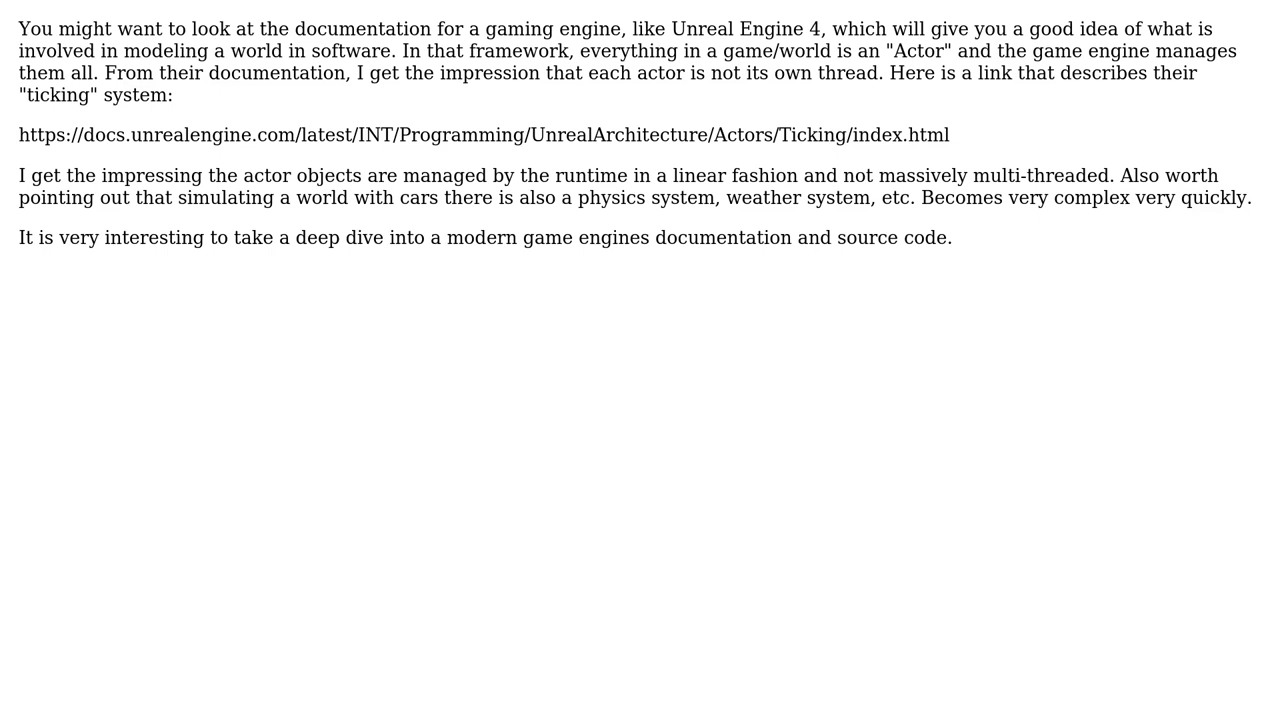 You might want to look at the documentation for a gaming engine, like Unreal Engine 4, which will give you a good idea of what is
involved in modeling a world in software. In that framework, everything in a game/world is an "Actor" and the game engine manages
them all. From their documentation, I get the impression that each actor is not its own thread. Here is a link that describes their
"ticking" system:
https://docs.unrealengine.com/latest/INT/Programming/UnrealArchitecture/Actors/Ticking/index.html
I get the impressing the actor objects are managed by the runtime in a linear fashion and not massively multi-threaded. Also worth
pointing out that simulating a world with cars there is also a physics system, weather system, etc. Becomes very complex very quickly.
It is very interesting to take a deep dive into a modern game engines documentation and source code.